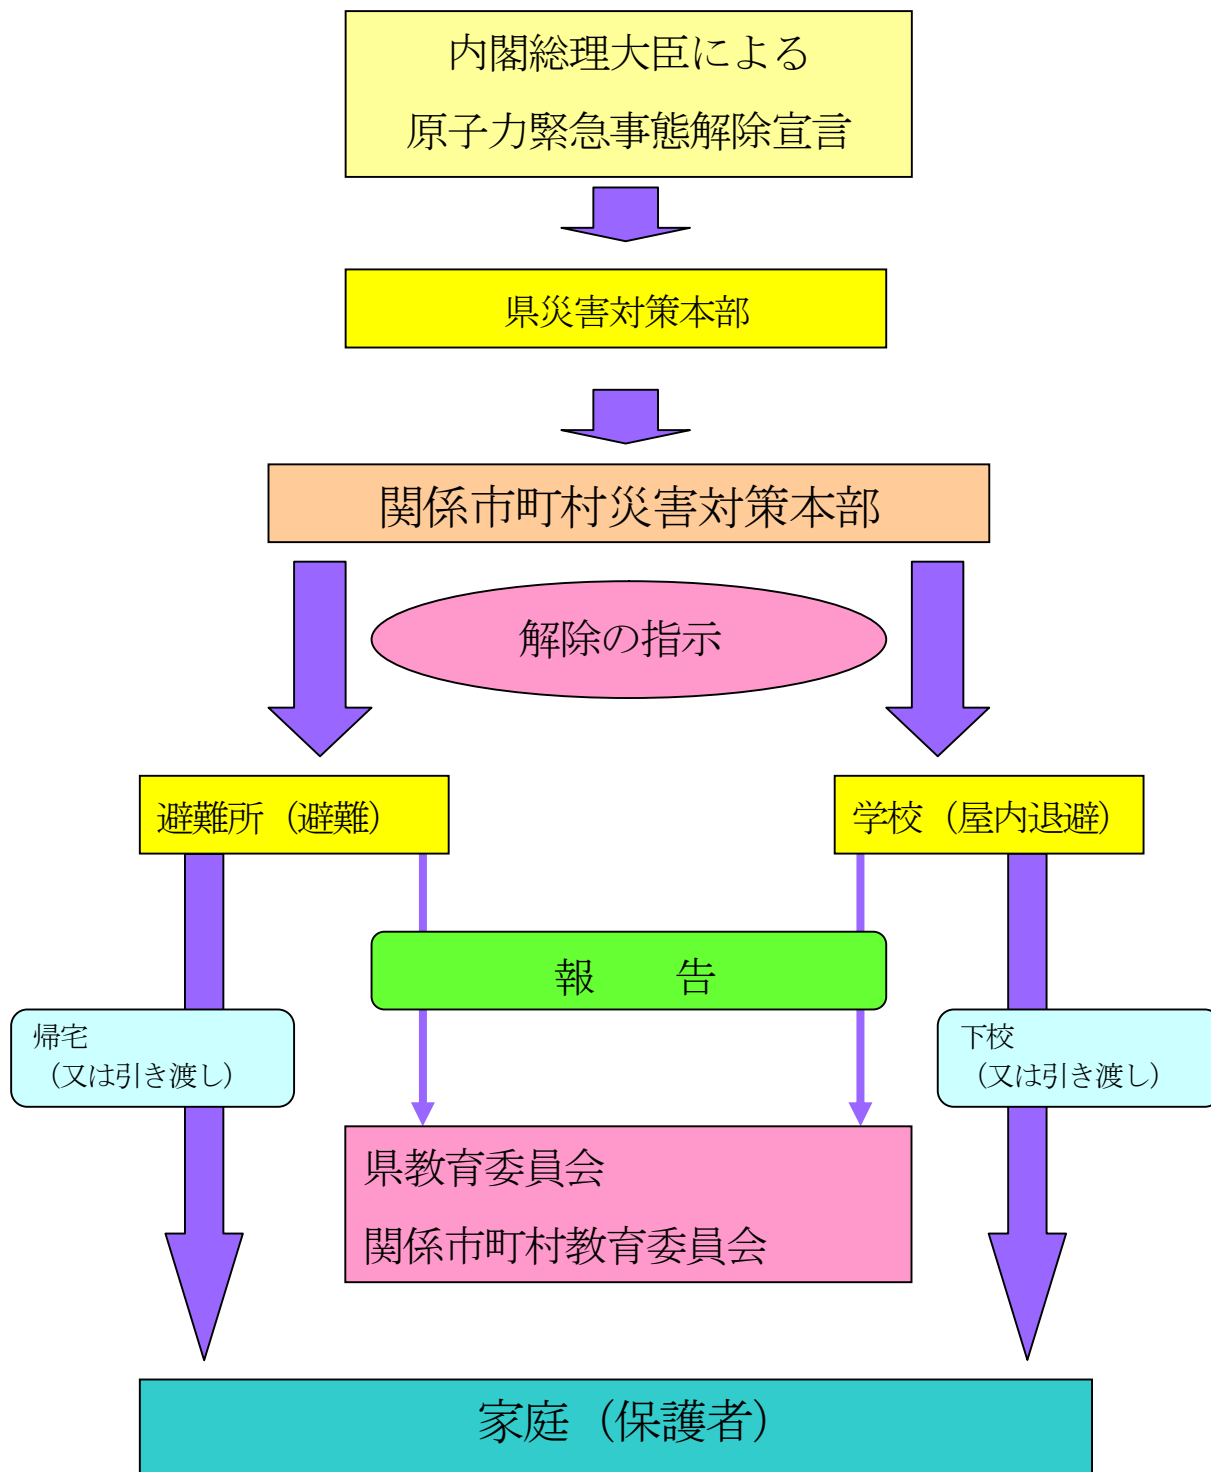 内閣総理大臣による
原子力緊急事態解除宣言
県災害対策本部
関係市町村災害対策本部
解除の指示
避難所（避難）
学校（屋内退避）
報　　告
帰宅
（又は引き渡し）
下校
（又は引き渡し）
県教育委員会
関係市町村教育委員会
家庭（保護者）